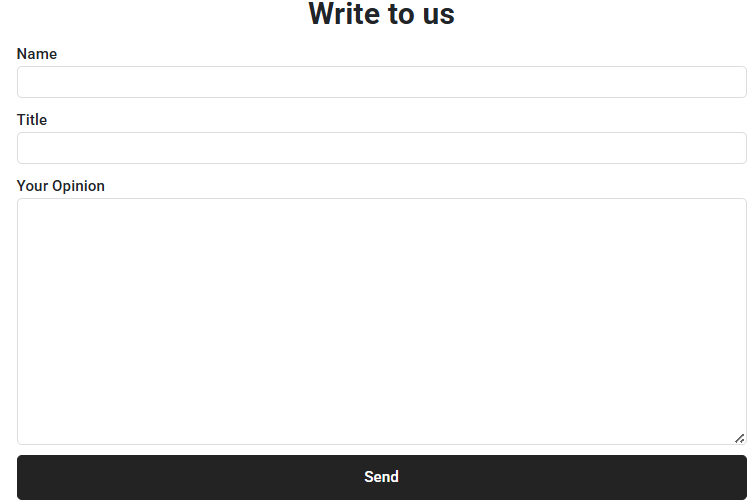 Write to us
Name
Title
Your Opinion
Send